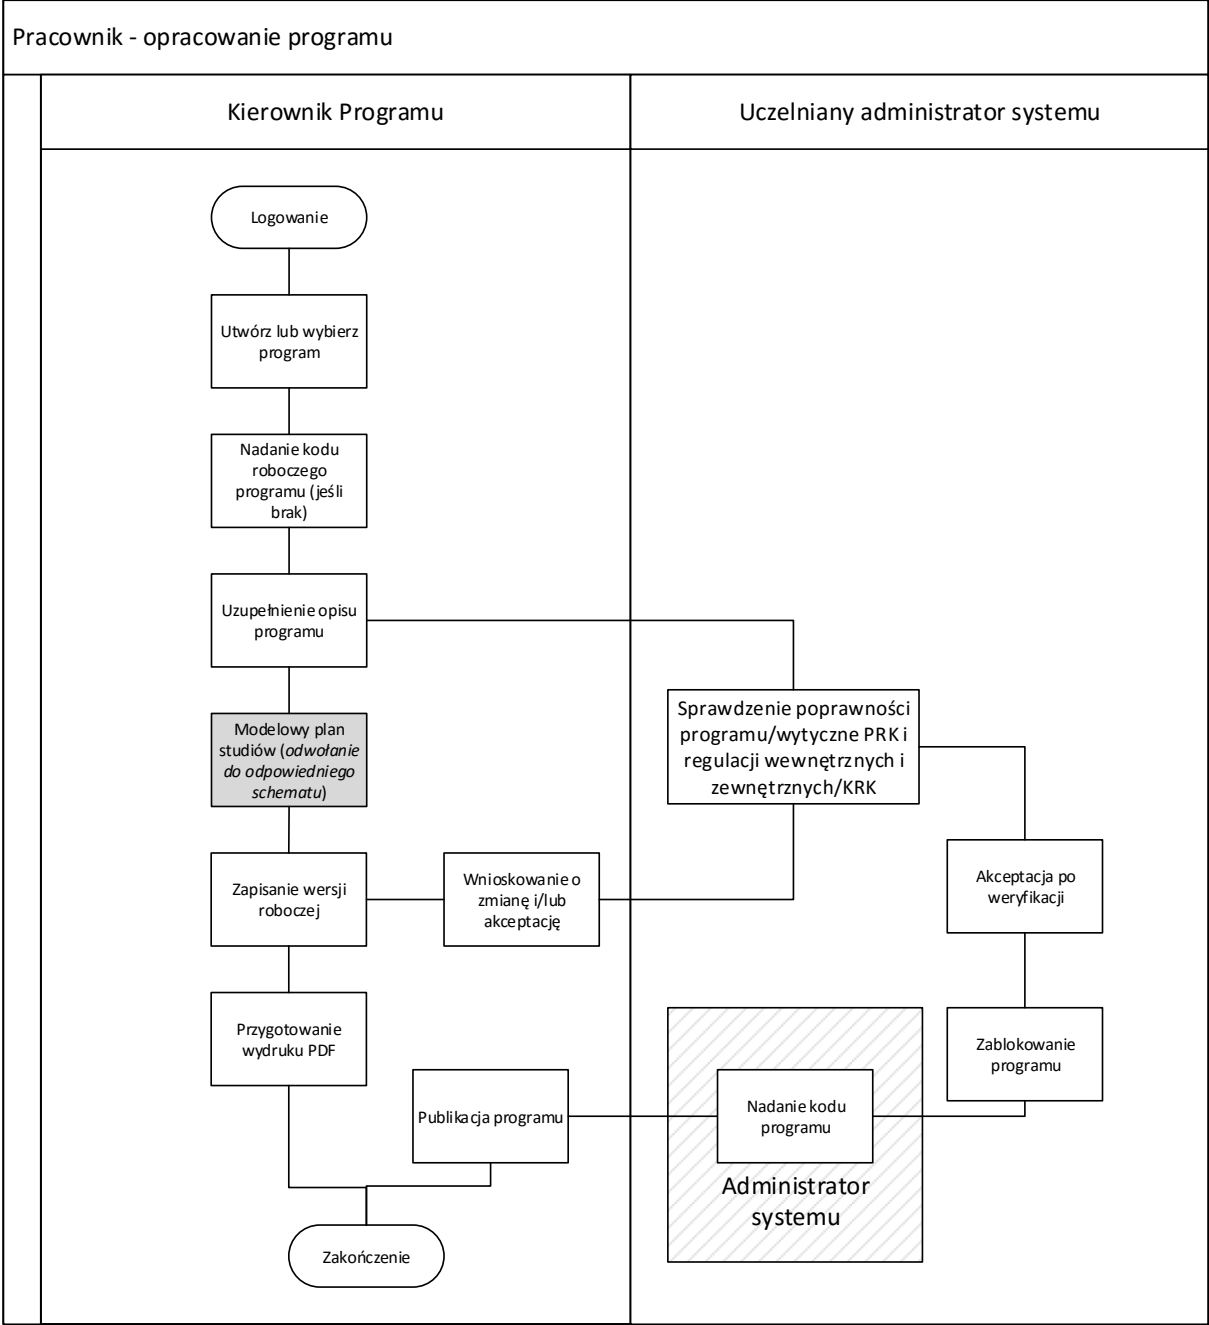 Pracownik - opracowanie programu
Kierownik Programu
Uczelniany administrator systemu
Logowanie
Utwórz lub wybierz
program
Nadanie kodu
roboczego
programu (jeśli
brak)
Uzupełnienie opisu
programu
Modelowy plan
studiów (odwołanie
do odpowiedniego
schematu)
Sprawdzenie poprawności
programu/wytyczne PRK i
regulacji wewnętrznych i
zewnętrznych/KRK
Zapisanie wersji
roboczej
Wnioskowanie o
zmianę i/lub
akceptację
Akceptacja po
weryfikacji
Przygotowanie
wydruku PDF
Zablokowanie
programu
Publikacja programu
Nadanie kodu
programu
Administrator
systemu
Zakończenie